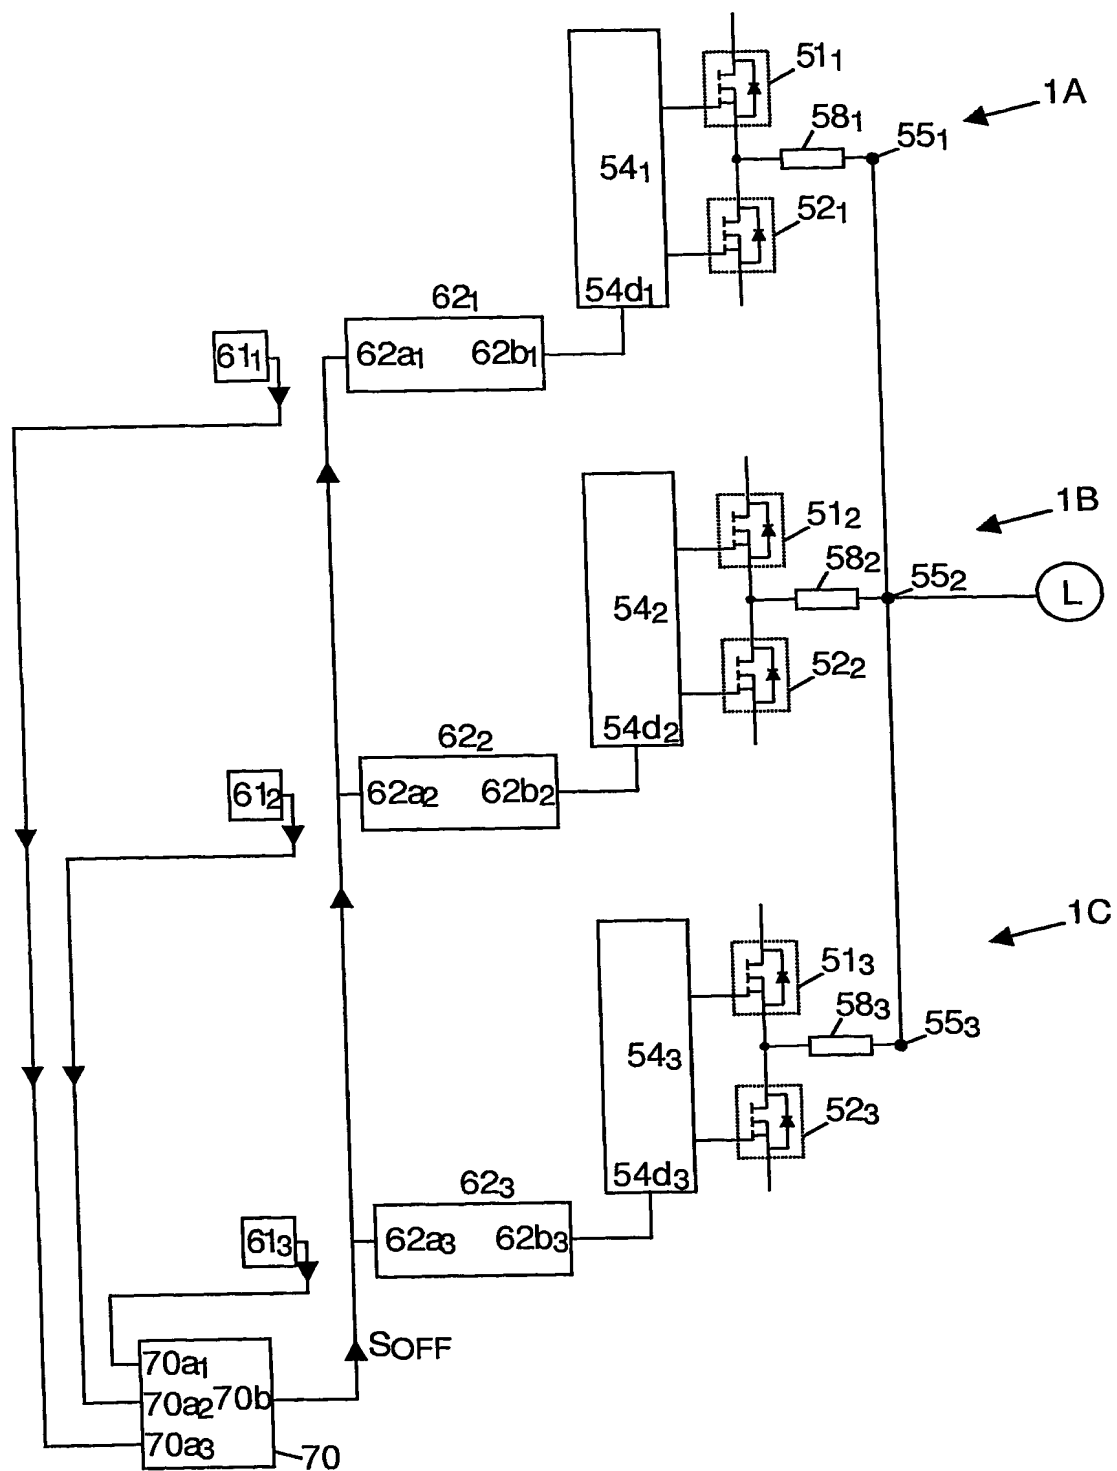 51₁
1A
58₁
55₁
54₁
52₁
54d₁
62₁
61₁
62a₁ 62b₁
1B
51₂
58₂
55₂
L
54₂
52₂
54d₂
62₂
61₂
62a₂ 62b₂
1C
51₃
58₃
55₃
54₃
52₃
54d₃
62₃
61₃
62a₃ 62b₃
SOFF
70a₁
70a₂ 70b
70a₃
70